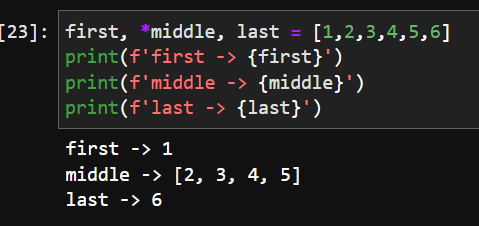 [23]: first, *middle, last = [1,2,3,4,5,6]
print(f'first -> {first}')
print(f'middle -> {middle}')
print(f'last -> {last}')
first -> 1
middle -> [2, 3, 4, 5]
last -> 6